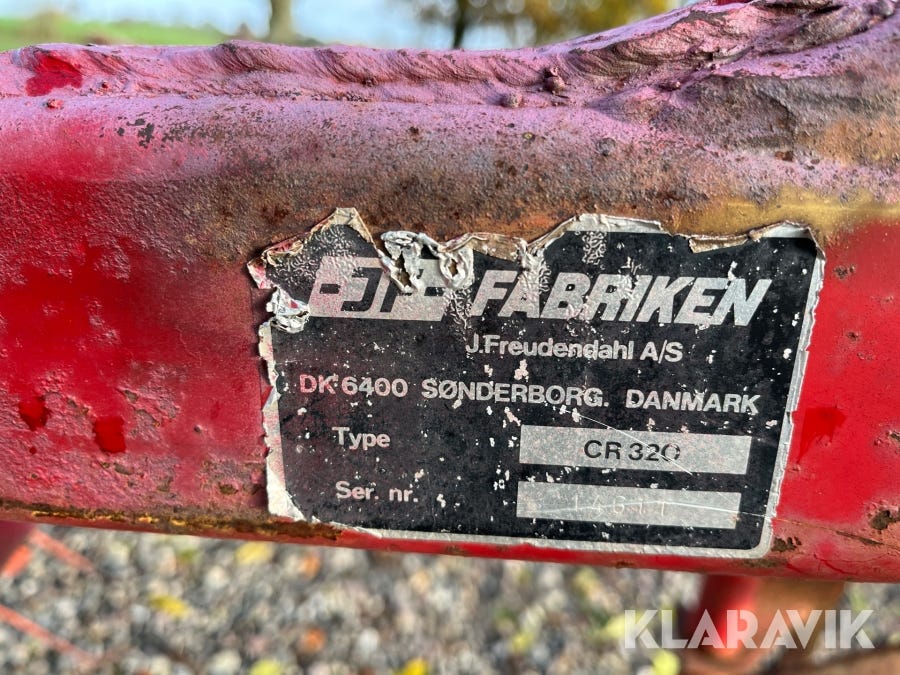 JF FABRIKEN
J.Freudendahl A/S
DK 6400 SØNDERBORG. DANMARK
Type CR 320
Ser. nr.
KLARAVIK